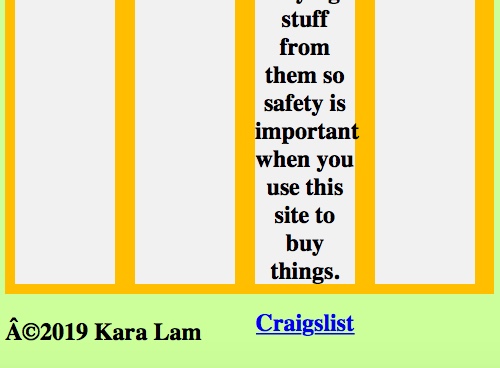 stuff
from
them so
safety is
important
when you
use this
site to
buy
things.
Â©2019 Kara Lam
Craigslist